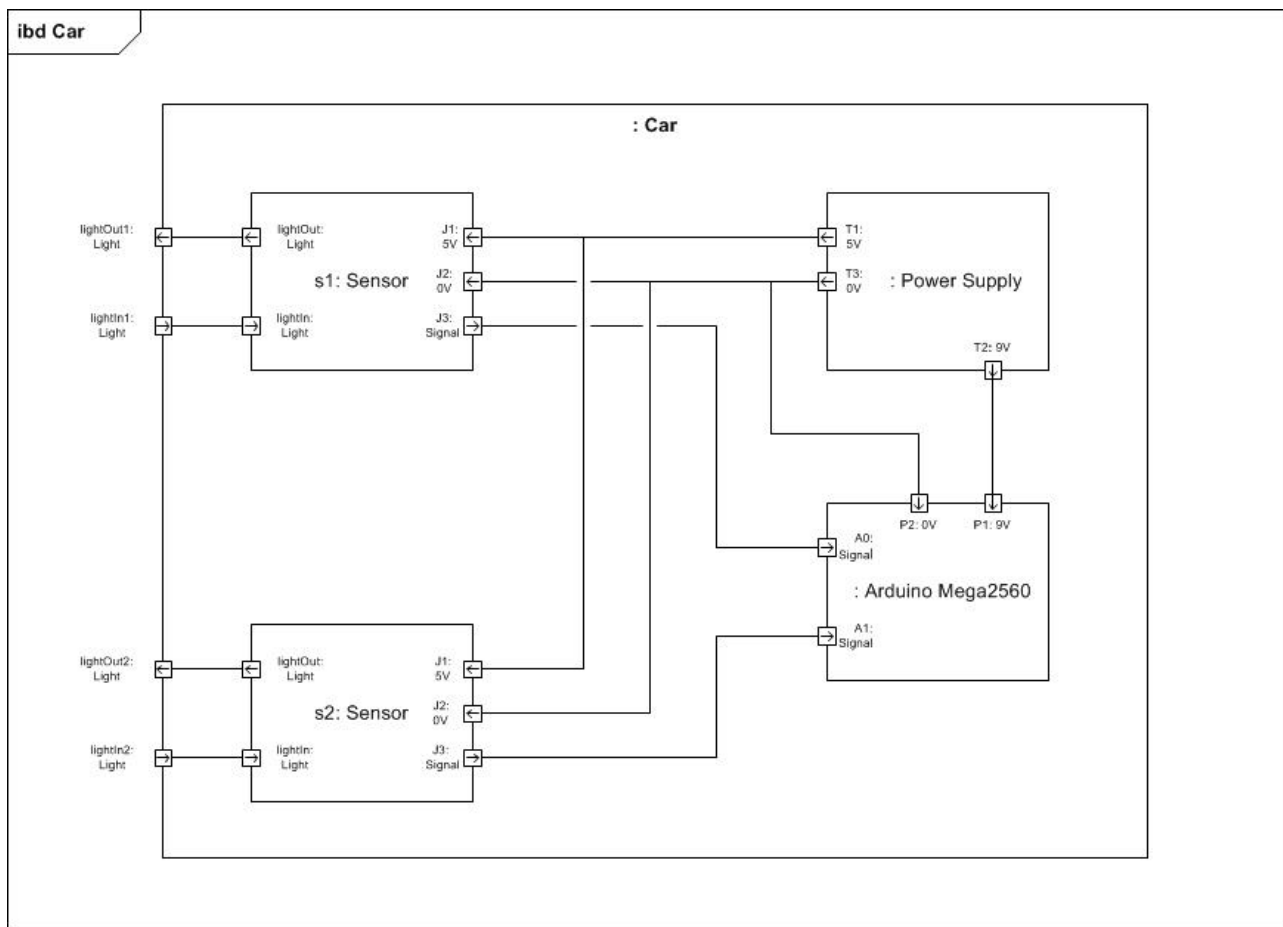 ibd Car
: Car
lightOut1:
Light
lightOut:
Light
J1:
5V
T1:
5V
J2:
0V
s1: Sensor
T3:
0V
: Power Supply
lightIn1:
Light
lightIn:
Light
J3:
Signal
T2: 9V
P2: 0V
P1: 9V
A0:
Signal
: Arduino Mega2560
A1:
Signal
lightOut2:
Light
lightOut:
Light
J1:
5V
s2: Sensor
J2:
0V
lightIn2:
Light
lightIn:
Light
J3:
Signal